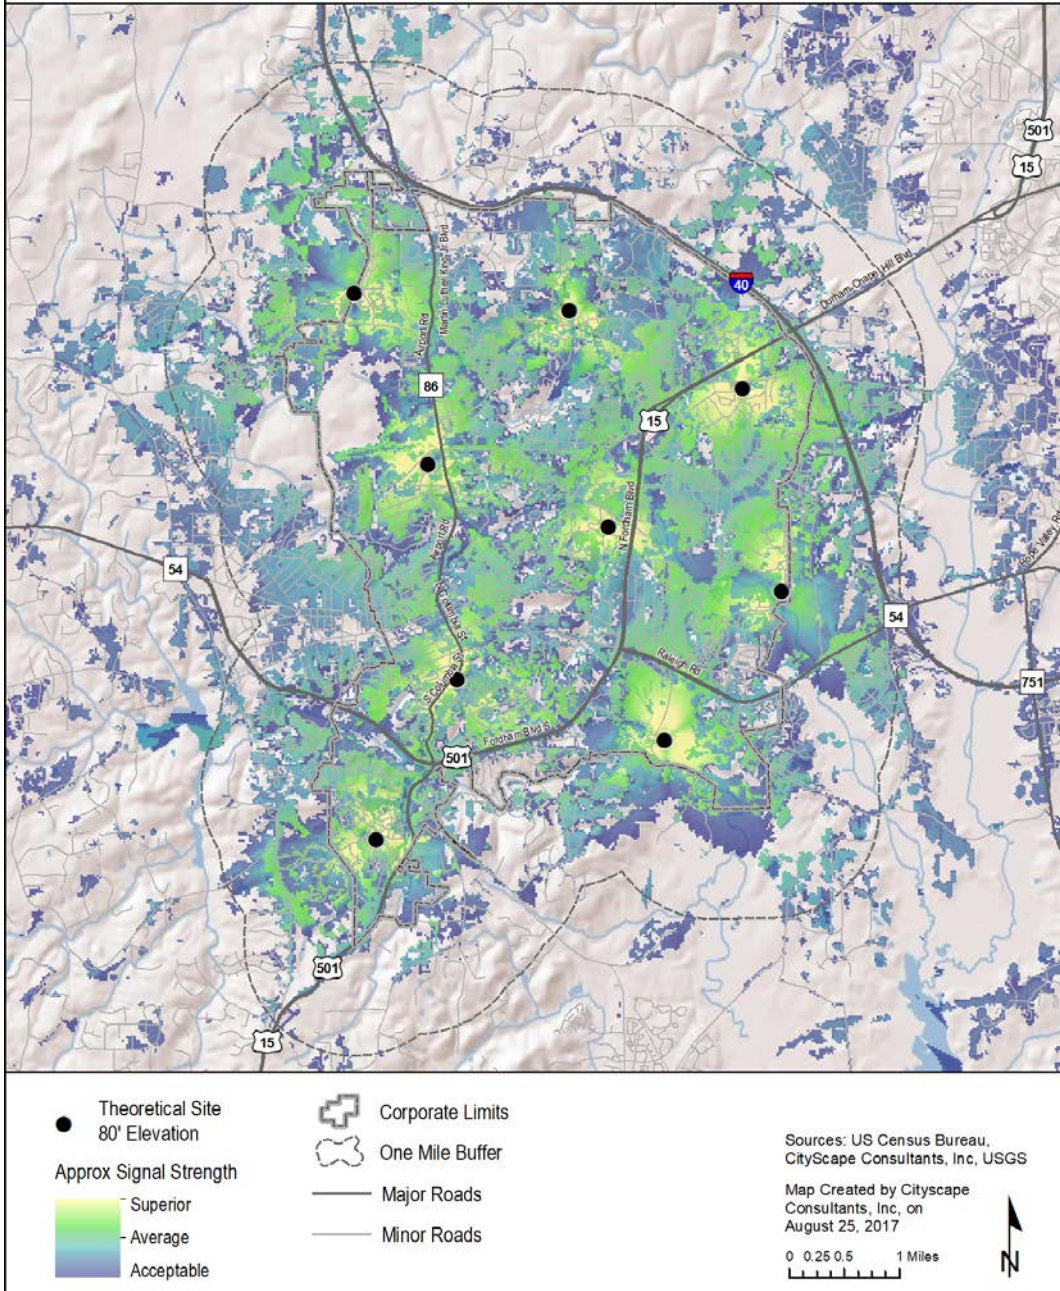 501
15
40
Durham-Chapel Hill Blvd
Martin Luther King Jr Blvd
Airport Rd
86
15
N Fordham Blvd
Airport Rd
54
N Columbia St
54
Raleigh Rd
S Columbia St
751
Fordham Blvd S
501
501
15
Theoretical Site
80' Elevation
Approx Signal Strength
Superior
Average
Acceptable
Corporate Limits
One Mile Buffer
Major Roads
Minor Roads
Sources: US Census Bureau,
CityScape Consultants, Inc, USGS
Map Created by Cityscape
Consultants, Inc, on
August 25, 2017
0 0.25 0.5 1 Miles
N